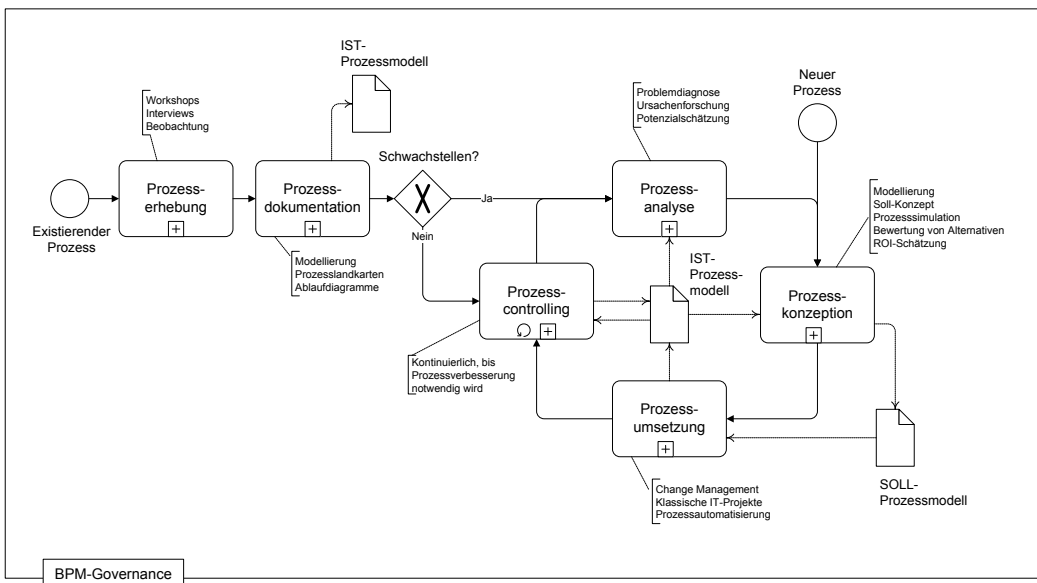 IST-
Prozessmodell
Neuer
Prozess
Workshops
Interviews
Beobachtung
Problemdiagnose
Ursachenforschung
Potenzialschätzung
Schwachstellen?
Prozess-
erhebung
Prozess-
dokumentation
Ja
Prozess-
analyse
Modellierung
Soll-Konzept
Prozesssimulation
Bewertung von Alternativen
ROI-Schätzung
Existierender
Prozess
Nein
Modellierung
Prozesslandkarten
Ablaufdiagramme
IST-
Prozess-
modell
Prozess-
controlling
Prozess-
konzeption
Kontinuierlich, bis
Prozessverbesserung
notwendig wird
Prozess-
umsetzung
SOLL-
Prozessmodell
Change Management
Klassische IT-Projekte
Prozessautomatisierung
BPM-Governance